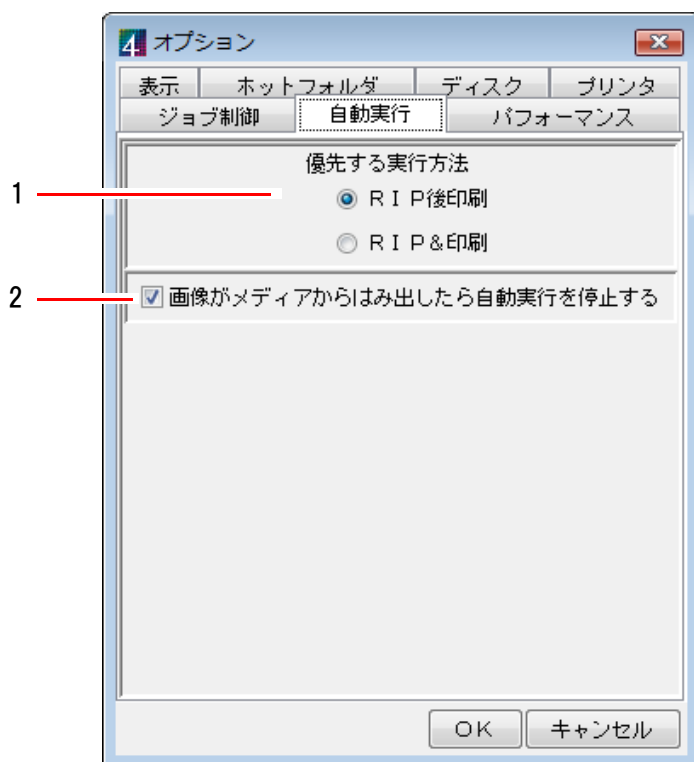 4 オプション
表示 ホットフォルダ ディスク プリンタ
ジョブ制御 自動実行 パフォーマンス
優先する実行方法
1
ＲＩＰ後印刷
ＲＩＰ&印刷
2
画像がメディアからはみ出したら自動実行を停止する
ＯＫ キャンセル